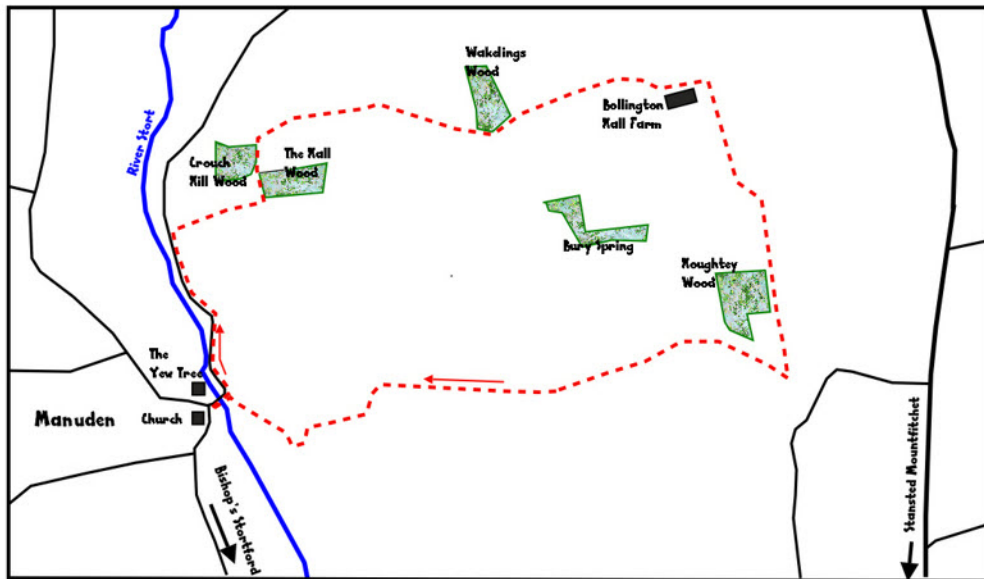 Wakdings
Wood
Bollington
Hall Farm
River Stort
Crouch
Hill Wood
The Hall
Wood
Bury Spring
Houghtey
Wood
The
Yew Tree
Manuden
Church
Bishop's Stortford
Stansted Mountfitchet